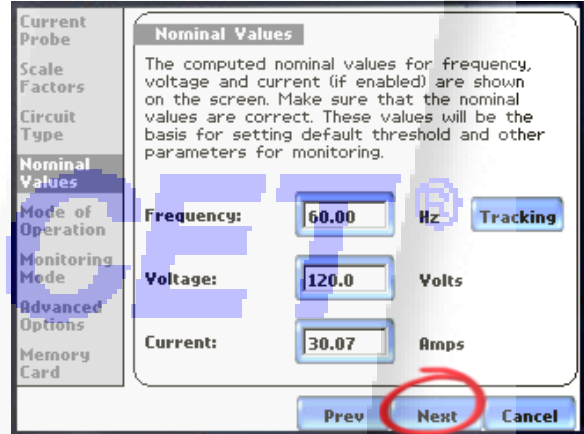 Current
Probe
Scale
Factors
Circuit
Type
Nominal
Values
Mode of
Operation
Monitoring
Mode
Advanced
Options
Memory
Card
Nominal Values
The computed nominal values for frequency,
voltage and current (if enabled) are shown
on the screen. Make sure that the nominal
values are correct. These values will be the
basis for setting default threshold and other
parameters for monitoring.
Frequency: 60.00 Hz Tracking
Voltage: 120.0 Volts
Current: 30.07 Amps
Prev Next Cancel
CET®